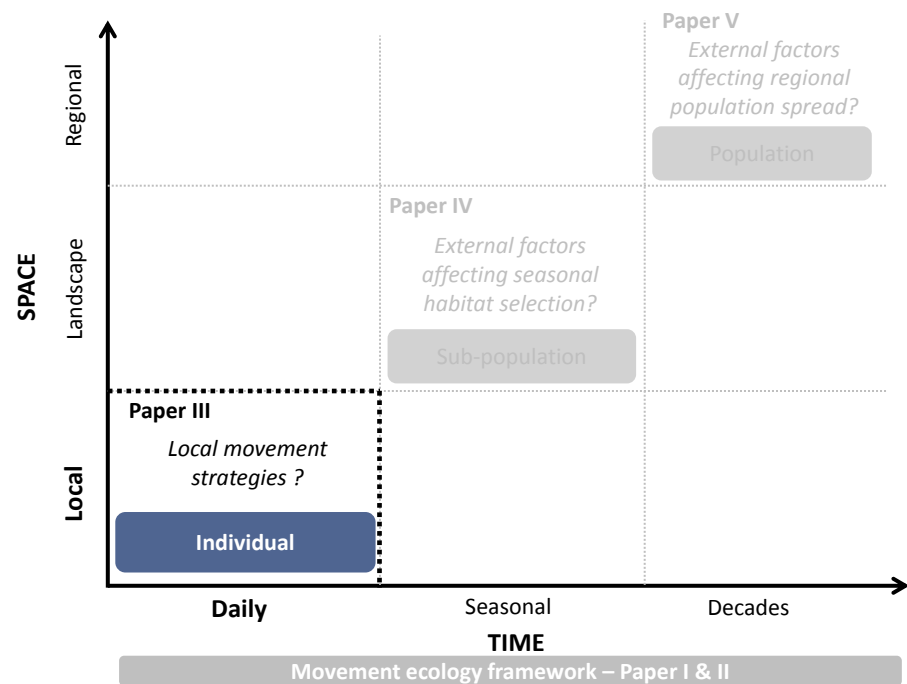 Paper V
External factors
affecting regional
population spread?
Population
Regional
Paper IV
External factors
affecting seasonal
habitat selection?
Sub-population
Landscape
SPACE
Paper III
Local movement
strategies ?
Individual
Local
Daily
Seasonal
Decades
TIME
Movement ecology framework – Paper I & II